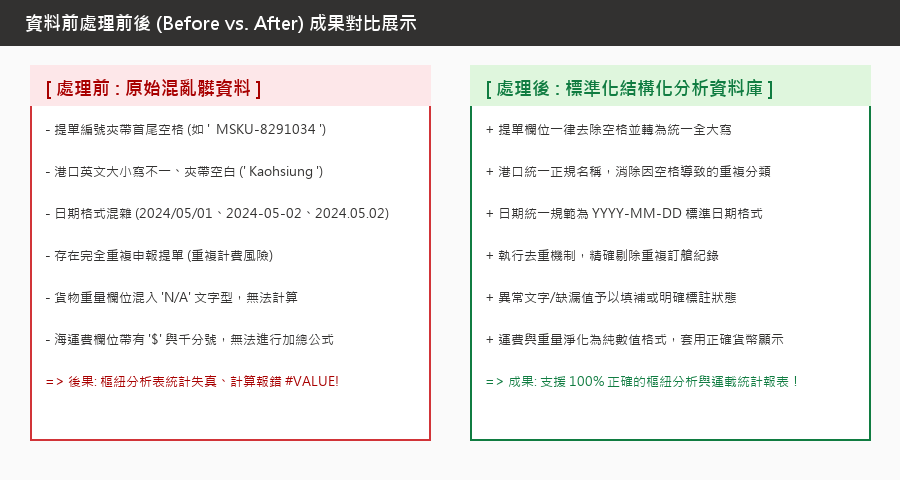 資料前處理前後 (Before vs. After) 成果對比展示
[ 處理前 : 原始混亂髒資料 ]
- 提單編號夾帶首尾空格 (如 ' MSKU-8291034 ')
- 港口英文大小寫不一、夾帶空白 (' Kaohsiung ')
- 日期格式混雜 (2024/05/01、2024-05-02、2024.05.02)
- 存在完全重複申報提單 (重複計費風險)
- 貨物重量欄位混入 'N/A' 文字型，無法計算
- 海運費欄位帶有 '$' 與千分號，無法進行加總公式
=> 後果: 樞紐分析表統計失真、計算報錯 #VALUE!
[ 處理後 : 標準化結構化分析資料庫 ]
+ 提單欄位一律去除空格並轉為統一全大寫
+ 港口統一正規名稱，消除因空格導致的重複分類
+ 日期統一規範為 YYYY-MM-DD 標準日期格式
+ 執行去重機制，精確剔除重複訂艙紀錄
+ 異常文字/缺漏值予以填補或明確標註狀態
+ 運費與重量淨化為純數值格式，套用正確貨幣顯示
=> 成果: 支援 100% 正確的樞紐分析與運載統計報表！